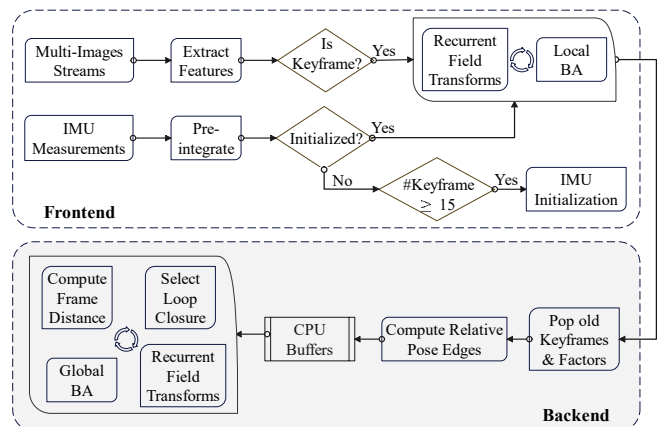 Multi-Images
Streams
Extract
Features
Is
Keyframe?
Yes
Recurrent
Field
Transforms
Local
BA
IMU
Measurements
Pre-
integrate
Initialized?
Yes
No
#Keyframe
≥ 15
Yes
IMU
Initialization
Frontend
Compute
Frame
Distance
Select
Loop
Closure
Global
BA
Recurrent
Field
Transforms
CPU
Buffers
Compute Relative
Pose Edges
Pop old
Keyframes
& Factors
Backend